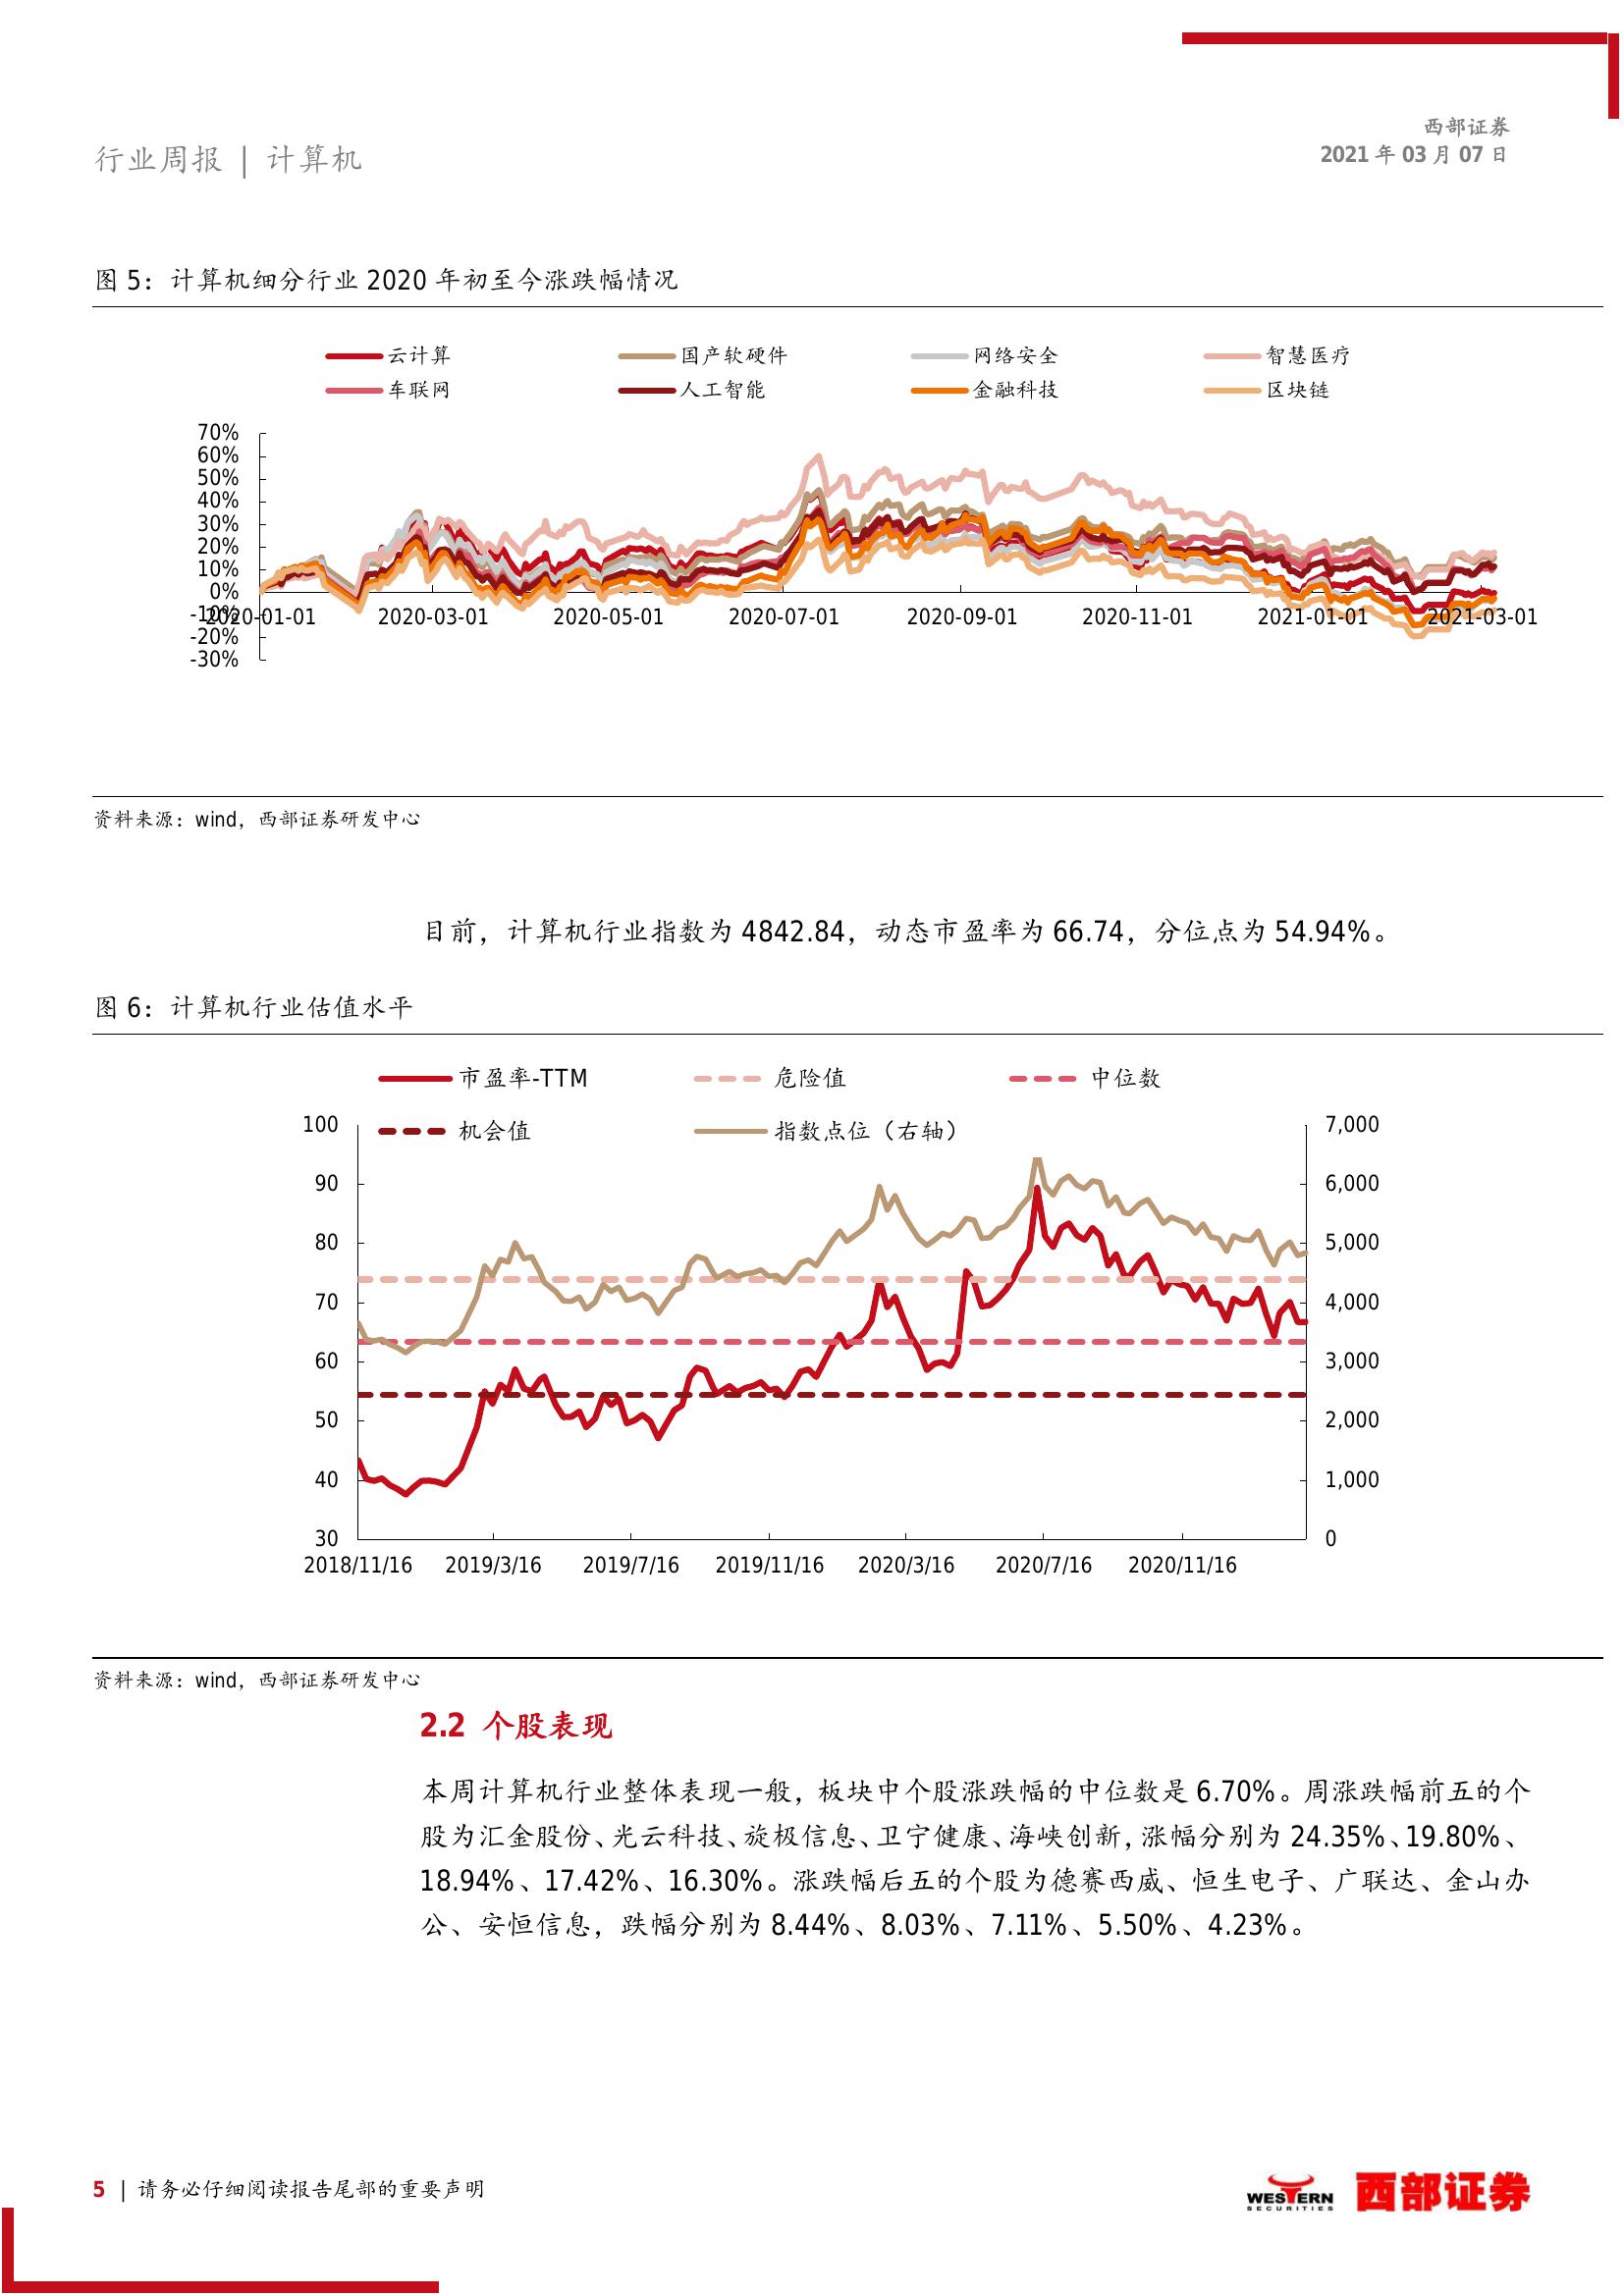 西部证券
2021 年 03 月 07 日
行业周报 | 计算机
图 5：计算机细分行业 2020 年初至今涨跌幅情况
云计算 国产软硬件 网络安全 智慧医疗
车联网 人工智能 金融科技 区块链
70%
60%
50%
40%
30%
20%
10%
0%
-10%
2020-01-01 2020-03-01 2020-05-01 2020-07-01 2020-09-01 2020-11-01 2021-01-01 2021-03-01
-20%
-30%
资料来源：wind，西部证券研发中心
目前，计算机行业指数为 4842.84，动态市盈率为 66.74，分位点为 54.94%。
图 6：计算机行业估值水平
市盈率-TTM 危险值 中位数
机会值 指数点位（右轴）
100 7,000
90 6,000
80 5,000
70 4,000
60 3,000
50 2,000
40 1,000
30 0
2018/11/16 2019/3/16 2019/7/16 2019/11/16 2020/3/16 2020/7/16 2020/11/16
资料来源：wind，西部证券研发中心
2.2 个股表现
本周计算机行业整体表现一般，板块中个股涨跌幅的中位数是 6.70%。周涨跌幅前五的个
股为汇金股份、光云科技、旋极信息、卫宁健康、海峡创新，涨幅分别为 24.35%、19.80%、
18.94%、17.42%、16.30%。涨跌幅后五的个股为德赛西威、恒生电子、广联达、金山办
公、安恒信息，跌幅分别为 8.44%、8.03%、7.11%、5.50%、4.23%。
5 | 请务必仔细阅读报告尾部的重要声明
WESTERN
SECURITIES
西部证券